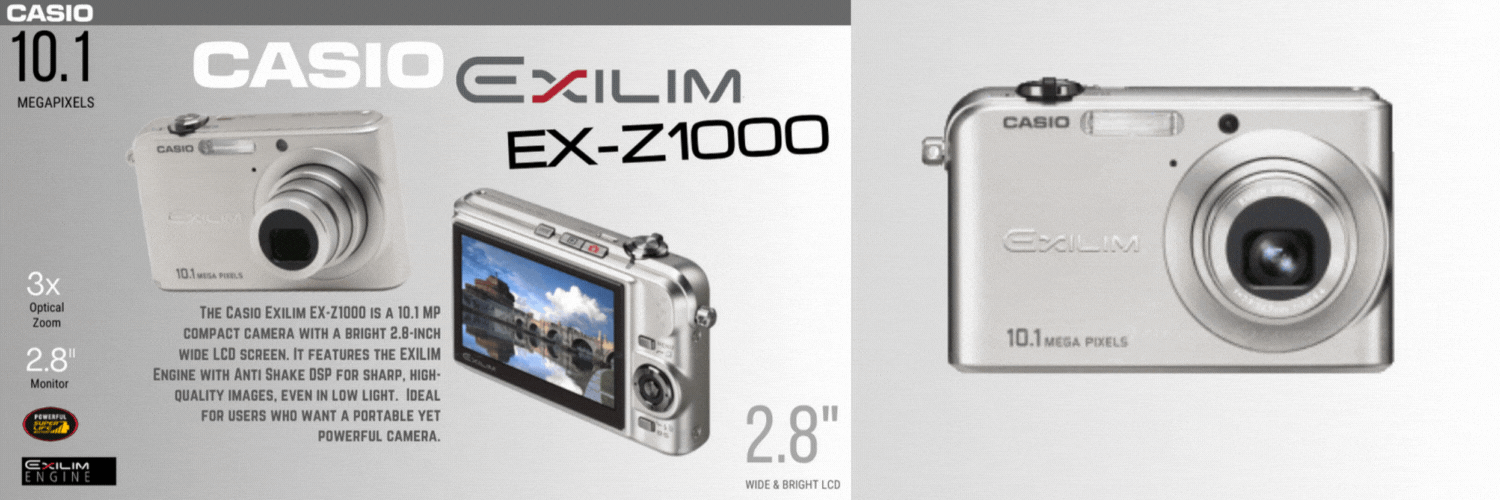 CASIO
10.1
MEGAPIXELS
CASIO EXILIM
EX-Z1000
CASIO
EXILIM
10.1 MEGA PIXELS
3x
Optical
Zoom
2.8"
Monitor
POWERFUL
SUPER
LIFE
EXILIM
ENGINE
The Casio Exilim EX-Z1000 is a 10.1 MP
compact camera with a bright 2.8-inch
wide LCD screen. It features the EXILIM
Engine with Anti Shake DSP for sharp, high-
quality images, even in low light. Ideal
for users who want a portable yet
powerful camera.
EXILIM
2.8"
WIDE & BRIGHT LCD
CASIO
EXILIM
10.1 MEGA PIXELS